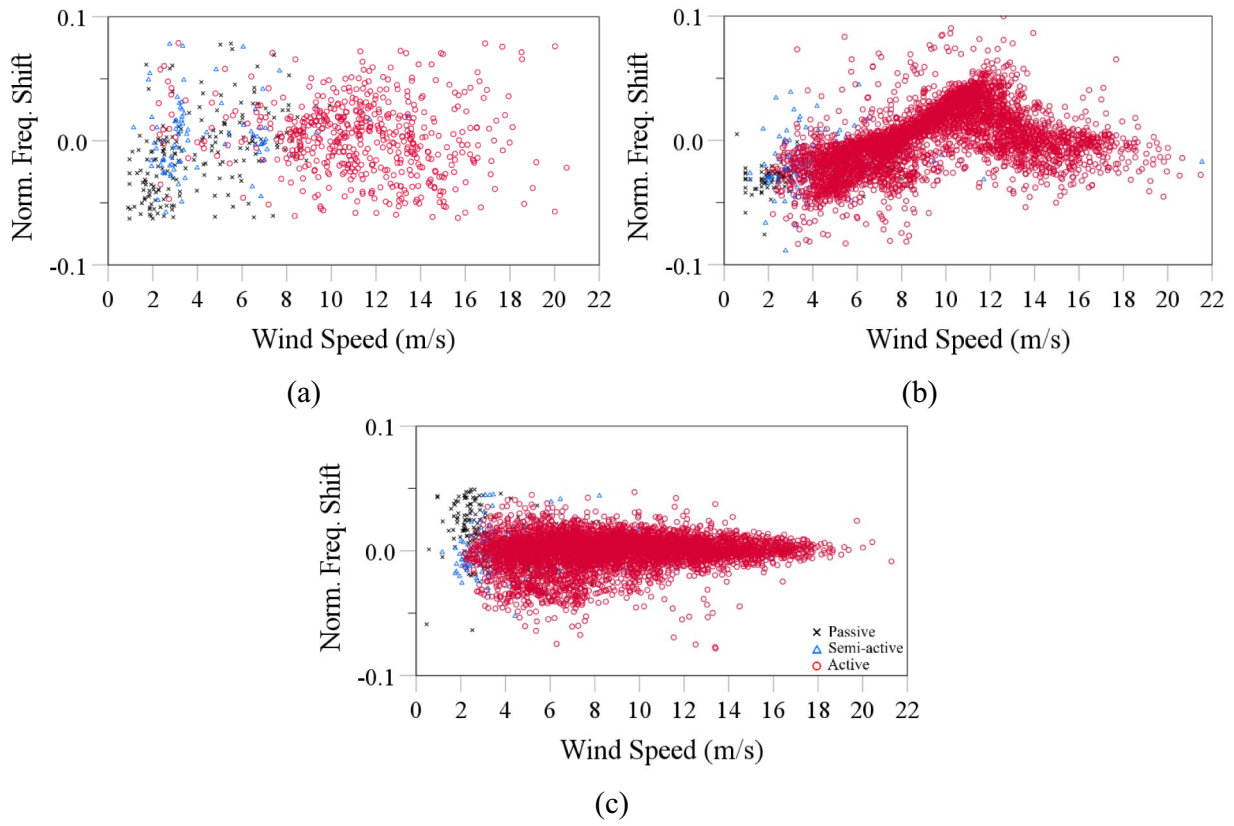 0.1
0.0
-0.1
Norm. Freq. Shift
0 2 4 6 8 10 12 14 16 18 20 22
Wind Speed (m/s)
(a)
0.1
0.0
-0.1
Norm. Freq. Shift
0 2 4 6 8 10 12 14 16 18 20 22
Wind Speed (m/s)
(b)
0.1
0.0
-0.1
Norm. Freq. Shift
Passive
Semi-active
Active
0 2 4 6 8 10 12 14 16 18 20 22
Wind Speed (m/s)
(c)